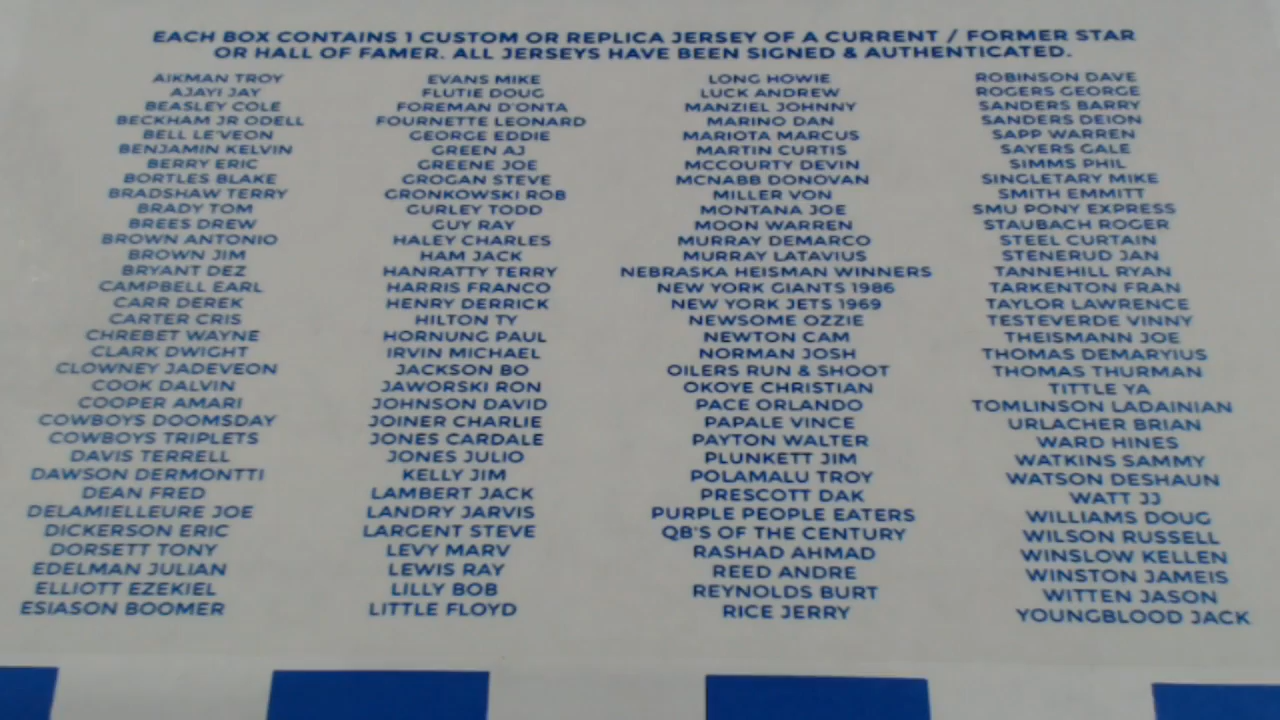 EACH BOX CONTAINS 1 CUSTOM OR REPLICA JERSEY OF A CURRENT / FORMER STAR
OR HALL OF FAMER. ALL JERSEYS HAVE BEEN SIGNED & AUTHENTICATED.
AIKMAN TROY
AJAYI JAY
BEASLEY COLE
BECKHAM JR ODELL
BELL LE'VEON
BENJAMIN KELVIN
BERRY ERIC
BORTLES BLAKE
BRADSHAW TERRY
BRADY TOM
BREES DREW
BROWN ANTONIO
BROWN JIM
BRYANT DEZ
CAMPBELL EARL
CARR DEREK
CARTER CRIS
CHREBET WAYNE
CLARK DWIGHT
CLOWNEY JADEVEON
COOK DALVIN
COOPER AMARI
COWBOYS DOOMSDAY
COWBOYS TRIPLETS
DAVIS TERRELL
DAWSON DERMONTTI
DEAN FRED
DELAMIELLEURE JOE
DICKERSON ERIC
DORSETT TONY
EDELMAN JULIAN
ELLIOTT EZEKIEL
ESIASON BOOMER
EVANS MIKE
FLUTIE DOUG
FOREMAN D'ONTA
FOURNETTE LEONARD
GEORGE EDDIE
GREEN AJ
GREENE JOE
GROGAN STEVE
GRONKOWSKI ROB
GURLEY TODD
GUY RAY
HALEY CHARLES
HAM JACK
HANRATTY TERRY
HARRIS FRANCO
HENRY DERRICK
HILTON TY
HORNUNG PAUL
IRVIN MICHAEL
JACKSON BO
JAWORSKI RON
JOHNSON DAVID
JOINER CHARLIE
JONES CARDALE
JONES JULIO
KELLY JIM
LAMBERT JACK
LANDRY JARVIS
LARGENT STEVE
LEVY MARV
LEWIS RAY
LILLY BOB
LITTLE FLOYD
LONG HOWIE
LUCK ANDREW
MANZIEL JOHNNY
MARINO DAN
MARIOTA MARCUS
MARTIN CURTIS
MCCOURTY DEVIN
MCNABB DONOVAN
MILLER VON
MONTANA JOE
MOON WARREN
MURRAY DEMARCO
MURRAY LATAVIUS
NEBRASKA HEISMAN WINNERS
NEW YORK GIANTS 1986
NEW YORK JETS 1969
NEWSOME OZZIE
NEWTON CAM
NORMAN JOSH
OILERS RUN & SHOOT
OKOYE CHRISTIAN
PACE ORLANDO
PAPALE VINCE
PAYTON WALTER
PLUNKETT JIM
POLAMALU TROY
PRESCOTT DAK
PURPLE PEOPLE EATERS
QB'S OF THE CENTURY
RASHAD AHMAD
REED ANDRE
REYNOLDS BURT
RICE JERRY
ROBINSON DAVE
ROGERS GEORGE
SANDERS BARRY
SANDERS DEION
SAPP WARREN
SAYERS GALE
SIMMS PHIL
SINGLETARY MIKE
SMITH EMMITT
SMU PONY EXPRESS
STAUBACH ROGER
STEEL CURTAIN
STENERUD JAN
TANNEHILL RYAN
TARKENTON FRAN
TAYLOR LAWRENCE
TESTEVERDE VINNY
THEISMANN JOE
THOMAS DEMARYIUS
THOMAS THURMAN
TITTLE YA
TOMLINSON LADAINIAN
URLACHER BRIAN
WARD HINES
WATKINS SAMMY
WATSON DESHAUN
WATT JJ
WILLIAMS DOUG
WILSON RUSSELL
WINSLOW KELLEN
WINSTON JAMEIS
WITTEN JASON
YOUNGBLOOD JACK